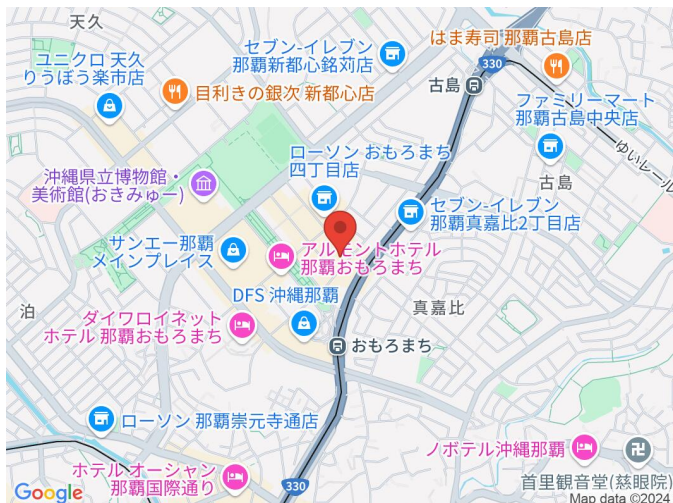 天久
ユニクロ 天久
りうぼう楽市店
セブン-イレブン
那覇新都心銘苅店
目利きの銀次 新都心店
330
はま寿司 那覇古島店
古島
ファミリーマート
那覇古島中央店
ゆいレール
古島
沖縄県立博物館・
美術館(おきみゅー)
ローソン おもろまち
四丁目店
セブン-イレブン
那覇真嘉比2丁目店
サンエー那覇
メインプレイス
アルモントホテル
那覇おもろまち
泊
DFS 沖縄那覇
真嘉比
ダイワロイネット
ホテル 那覇おもろまち
おもろまち
ローソン 那覇崇元寺通店
ノボテル沖縄那覇
ホテル オーシャン
那覇国際通り
330
首里観音堂(慈眼院)
Google
Map data ©2024